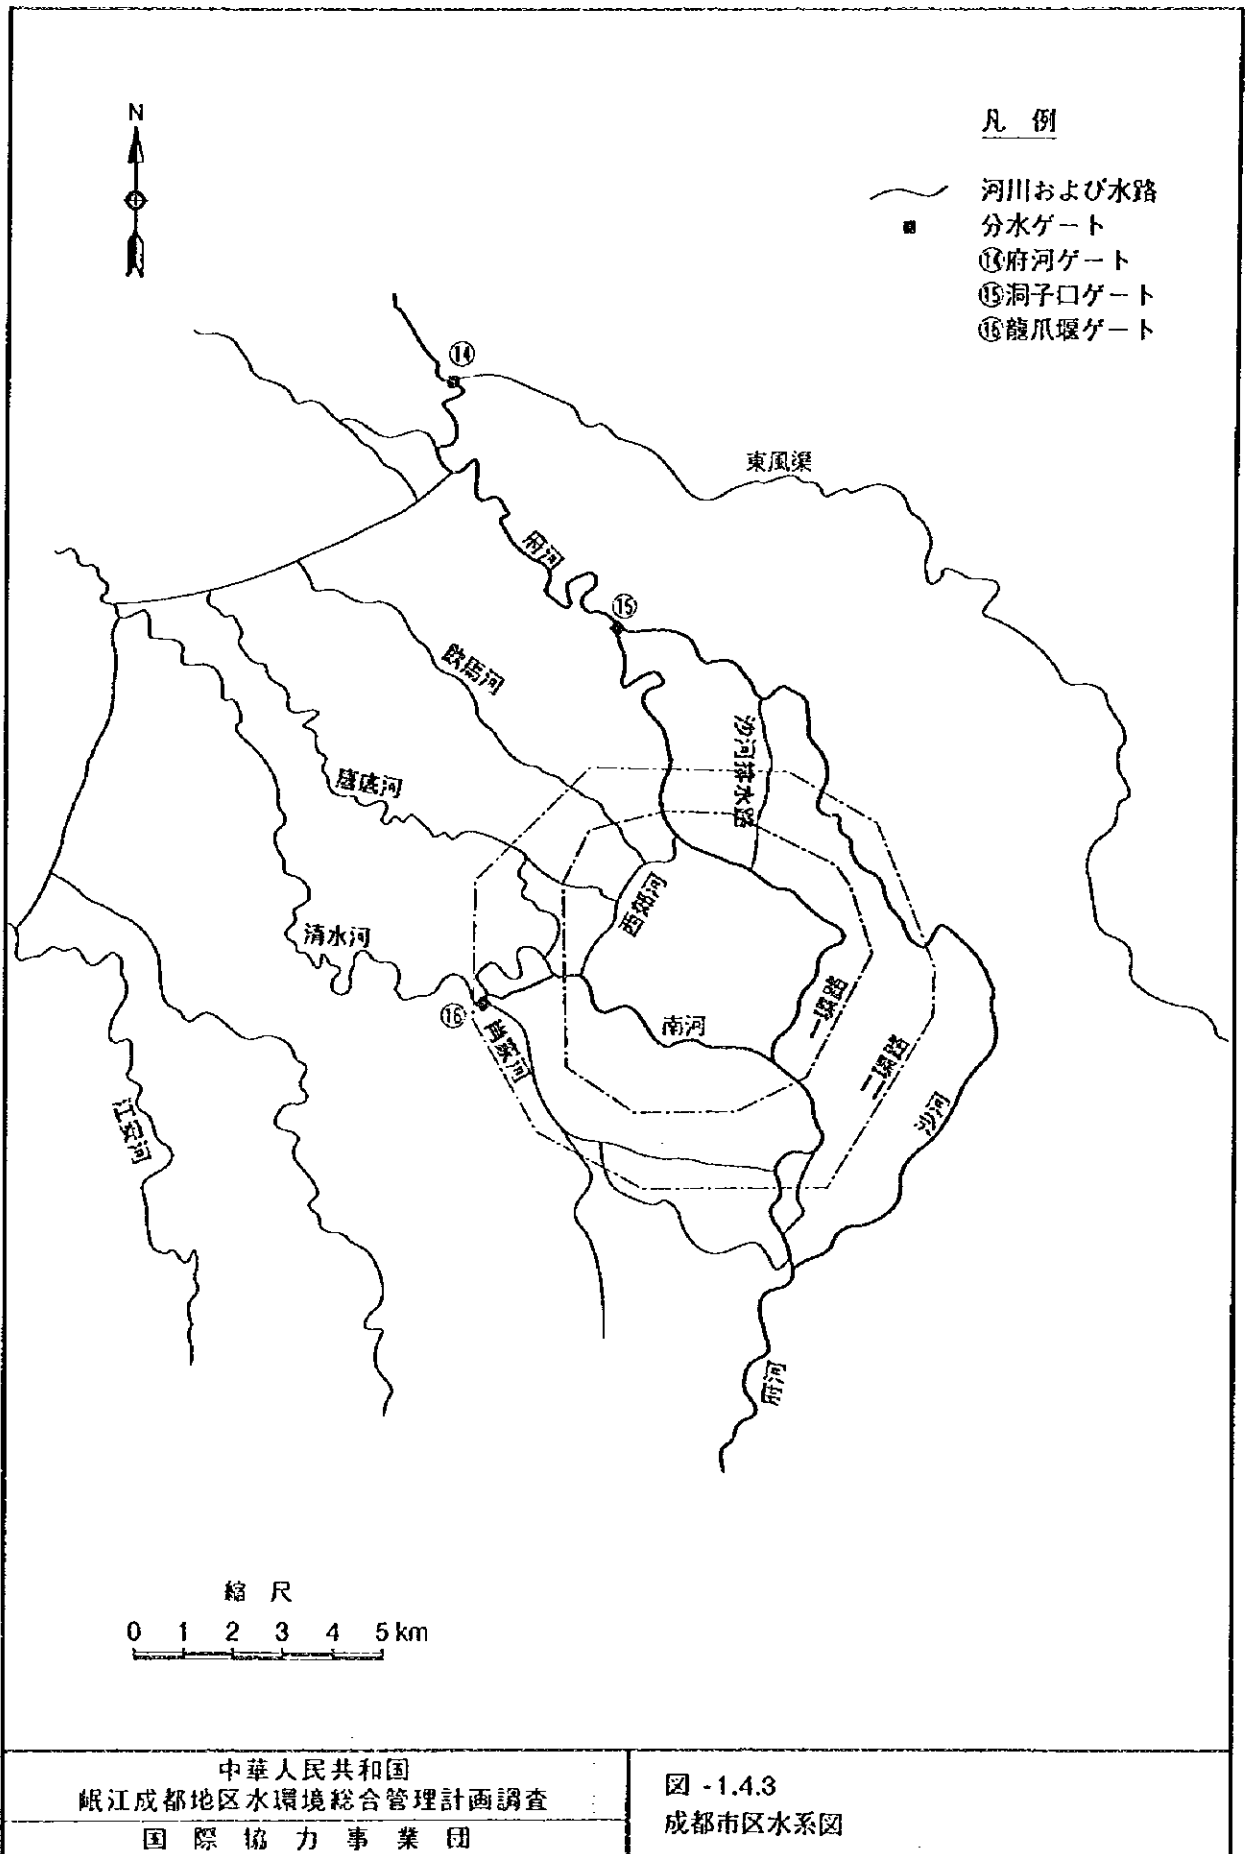 N
凡 例
河川および水路
分水ゲート
⑭府河ゲート
⑮洞子口ゲート
⑯龍爪堰ゲート
⑭
東風渠
府河
⑮
飲馬河
沙河排水路
磨底河
西郊河
清水河
⑯
肖家河
南河
一環路
二環路
沙河
江安河
府河
縮 尺
0 1 2 3 4 5 km
中華人民共和国
岷江成都地区水環境総合管理計画調査
国 際 協 力 事 業 団
図 -1.4.3
成都市区水系図